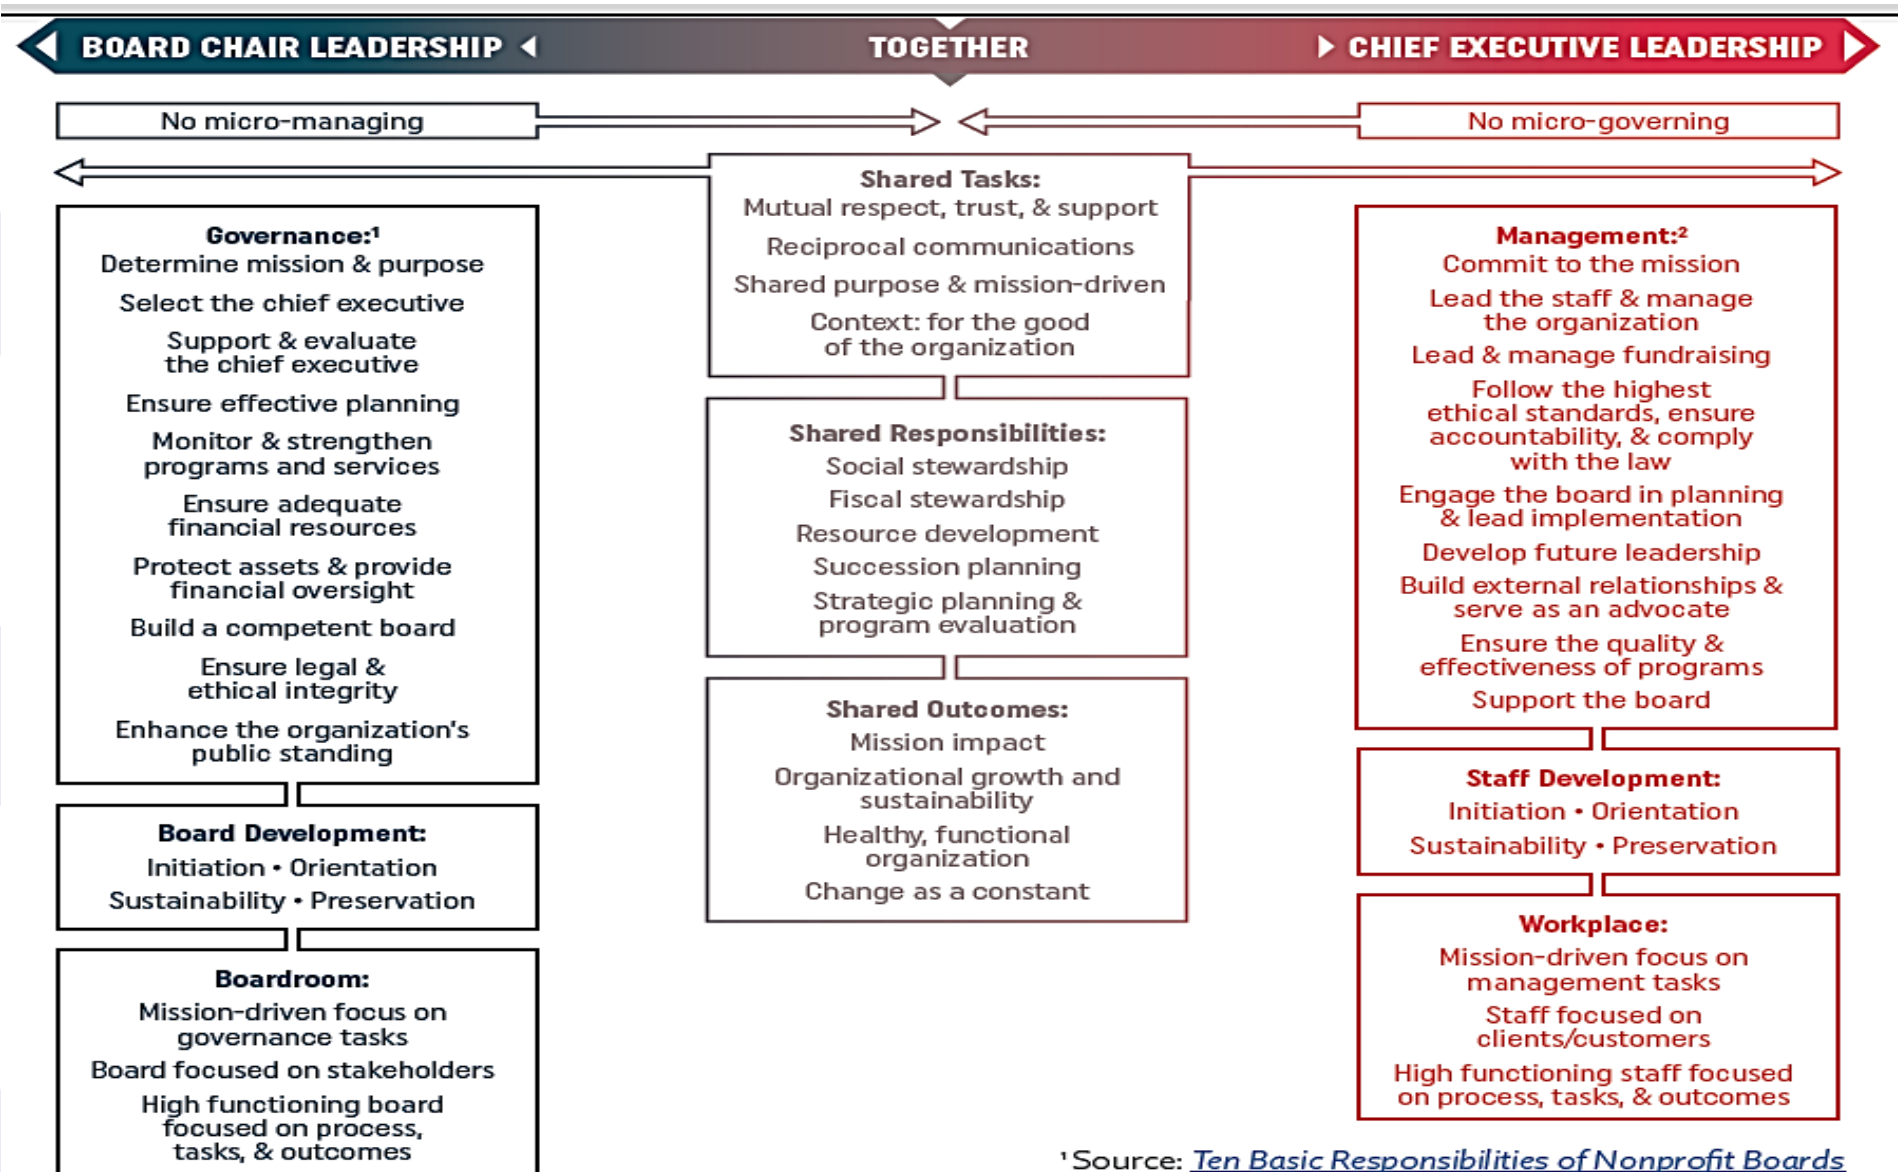 BOARD CHAIR LEADERSHIP
TOGETHER
CHIEF EXECUTIVE LEADERSHIP
No micro-managing
No micro-governing
Governance:¹
Determine mission & purpose
Select the chief executive
Support & evaluate
the chief executive
Ensure effective planning
Monitor & strengthen
programs and services
Ensure adequate
financial resources
Protect assets & provide
financial oversight
Build a competent board
Ensure legal &
ethical integrity
Enhance the organization's
public standing
Board Development:
Initiation • Orientation
Sustainability • Preservation
Boardroom:
Mission-driven focus on
governance tasks
Board focused on stakeholders
High functioning board
focused on process,
tasks, & outcomes
Shared Tasks:
Mutual respect, trust, & support
Reciprocal communications
Shared purpose & mission-driven
Context: for the good
of the organization
Shared Responsibilities:
Social stewardship
Fiscal stewardship
Resource development
Succession planning
Strategic planning &
program evaluation
Shared Outcomes:
Mission impact
Organizational growth and
sustainability
Healthy, functional
organization
Change as a constant
Management:²
Commit to the mission
Lead the staff & manage
the organization
Lead & manage fundraising
Follow the highest
ethical standards, ensure
accountability, & comply
with the law
Engage the board in planning
& lead implementation
Develop future leadership
Build external relationships &
serve as an advocate
Ensure the quality &
effectiveness of programs
Support the board
Staff Development:
Initiation • Orientation
Sustainability • Preservation
Workplace:
Mission-driven focus on
management tasks
Staff focused on
clients/customers
High functioning staff focused
on process, tasks, & outcomes
¹ Source: Ten Basic Responsibilities of Nonprofit Boards